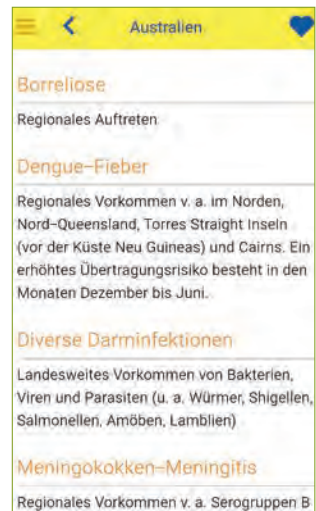 Australien
Borreliose
Regionales Auftreten
Dengue-Fieber
Regionales Vorkommen v. a. im Norden,
Nord-Queensland, Torres Straight Inseln
(vor der Küste Neu Guineas) und Cairns. Ein
erhöhtes Übertragungsrisiko besteht in den
Monaten Dezember bis Juni.
Diverse Darminfektionen
Landesweites Vorkommen von Bakterien,
Viren und Parasiten (u. a. Würmer, Shigellen,
Salmonellen, Amöben, Lamblien)
Meningokokken-Meningitis
Regionales Vorkommen v. a. Serogruppen B